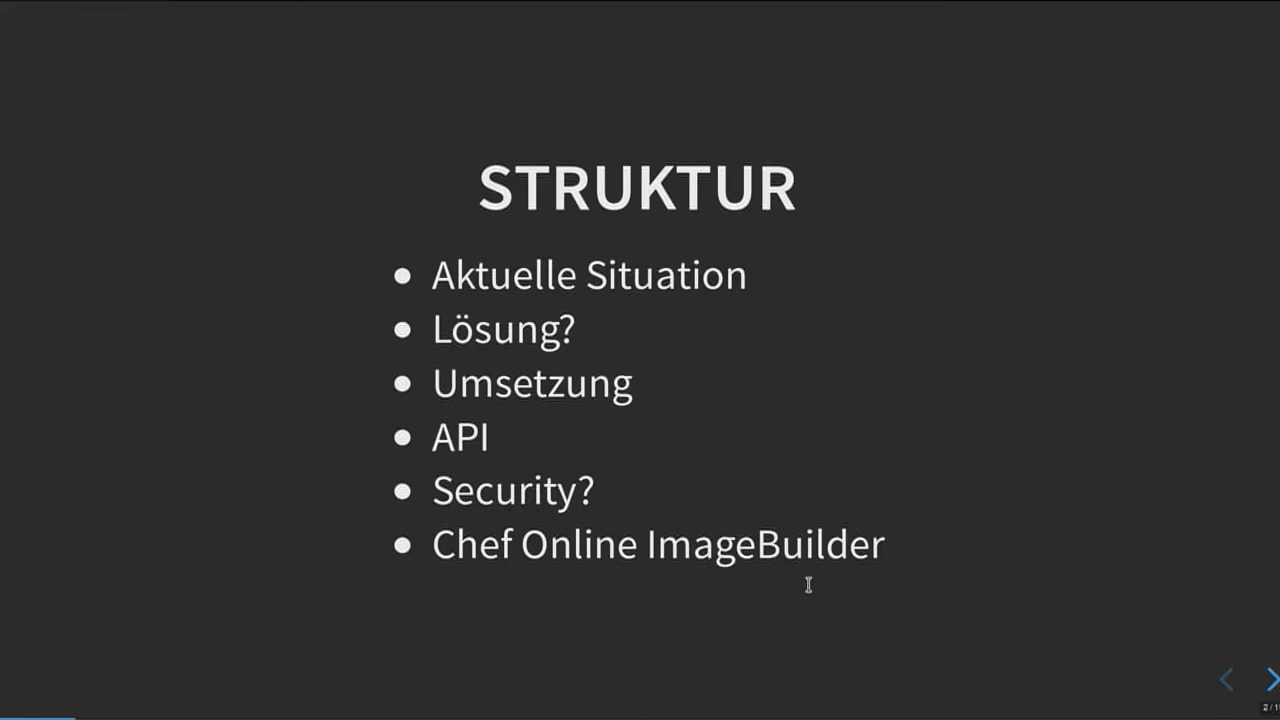 STRUKTUR
Aktuelle Situation
Lösung?
Umsetzung
API
Security?
Chef Online ImageBuilder